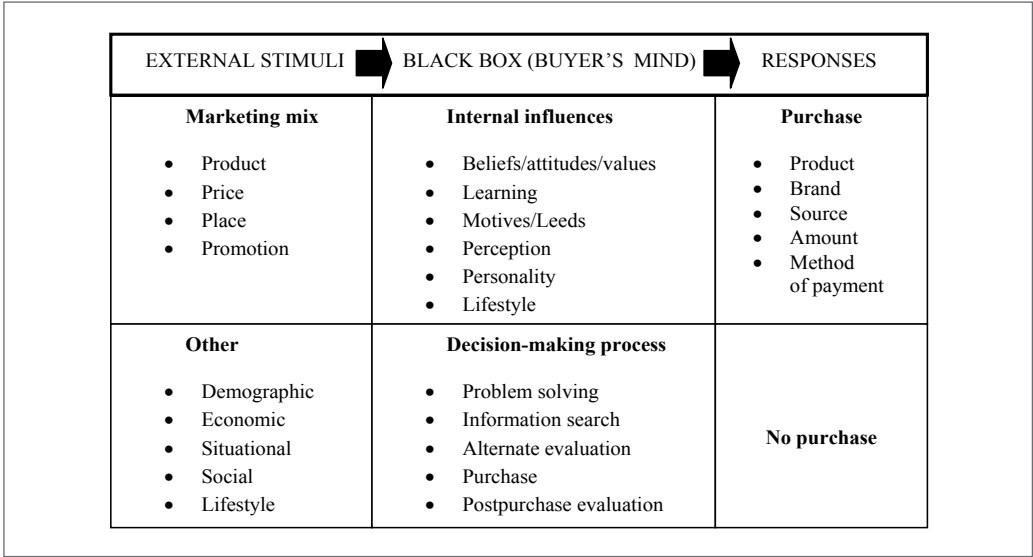 EXTERNAL STIMULI
BLACK BOX (BUYER'S MIND)
RESPONSES
Marketing mix
• Product
• Price
• Place
• Promotion
Internal influences
• Beliefs/attitudes/values
• Learning
• Motives/Leeds
• Perception
• Personality
• Lifestyle
Purchase
• Product
• Brand
• Source
• Amount
• Method
of payment
Other
• Demographic
• Economic
• Situational
• Social
• Lifestyle
Decision-making process
• Problem solving
• Information search
• Alternate evaluation
• Purchase
• Postpurchase evaluation
No purchase